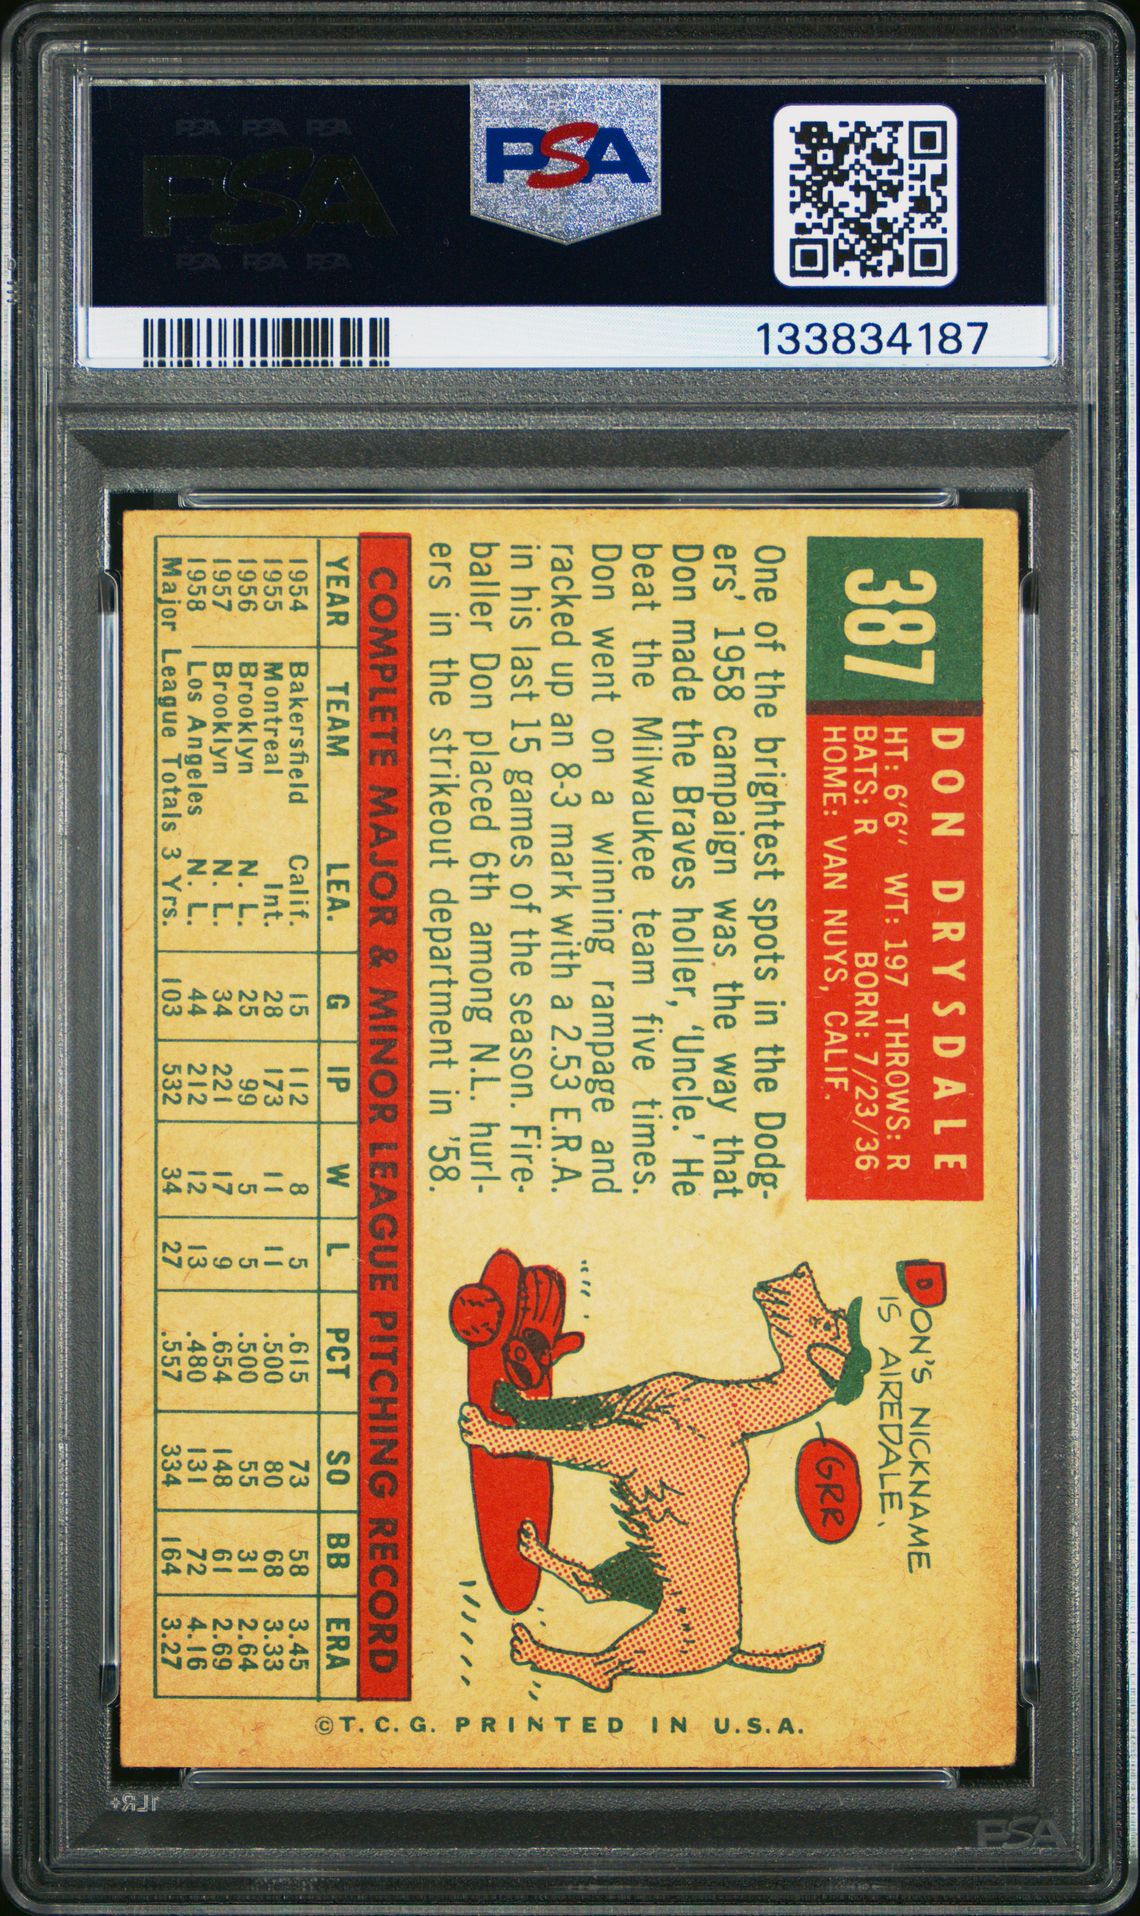 PSA PSA PSA
PSA
PSA PSA PSA
PSA
133834187
387
DON DRYSDALE
HT: 6'6" WT: 197 THROWS: R
BATS: R BORN: 7/23/36
HOME: VAN NUYS, CALIF.
One of the brightest spots in the Dodg-
ers' 1958 campaign was the way that
Don made the Braves holler, 'Uncle.' He
beat the Milwaukee team five times.
Don went on a winning rampage and
racked up an 8-3 mark with a 2.53 E.R.A.
in his last 15 games of the season. Fire-
baller Don placed 6th among N.L. hurl-
ers in the strikeout department in '58.
DON'S NICKNAME
IS AIREDALE.
GRR
COMPLETE MAJOR & MINOR LEAGUE PITCHING RECORD
YEAR TEAM LEA. G IP W L PCT SO BB ERA
1954 Bakersfield Calif. 15 112 8 5 .615 73 58 3.45
1955 Montreal Int. 28 173 11 11 .500 80 68 3.33
1956 Brooklyn N. L. 25 99 5 5 .500 55 31 2.64
1957 Brooklyn N. L. 34 221 17 9 .654 148 61 2.69
1958 Los Angeles N. L. 44 212 12 13 .480 131 72 4.16
Major League Totals 3 Yrs. 103 532 34 27 .557 334 164 3.27
©T.C.G. PRINTED IN U.S.A.
1LR+
PSA